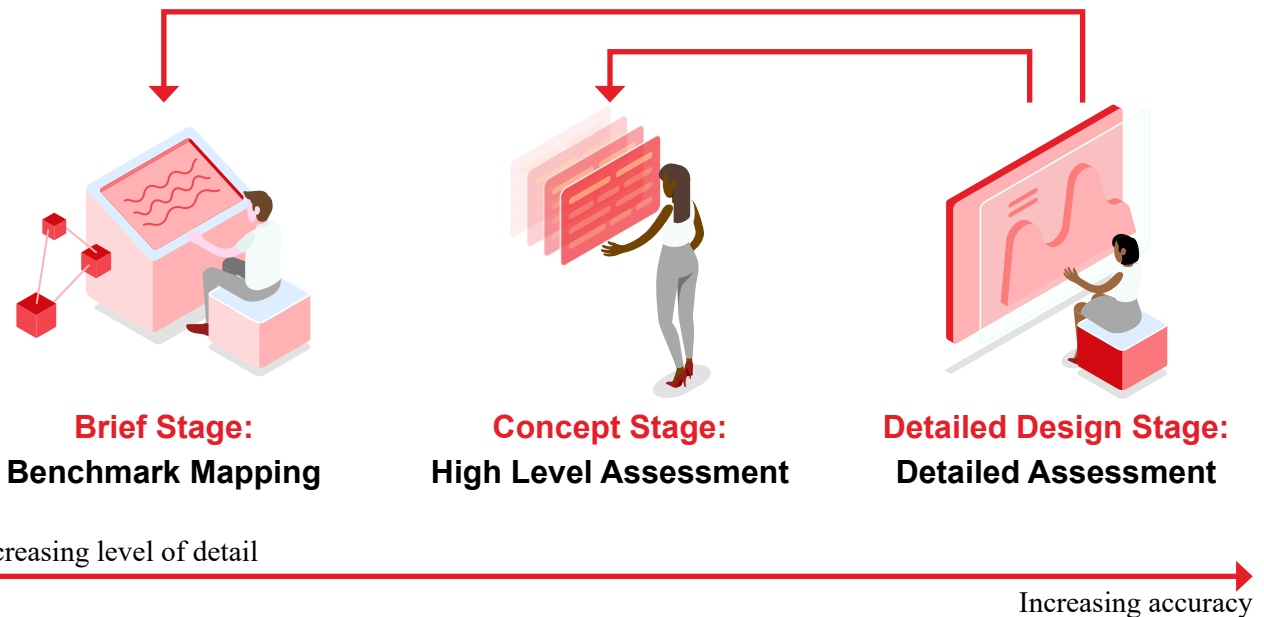 Brief Stage:
Benchmark Mapping
Concept Stage:
High Level Assessment
Detailed Design Stage:
Detailed Assessment
creasing level of detail
Increasing accuracy